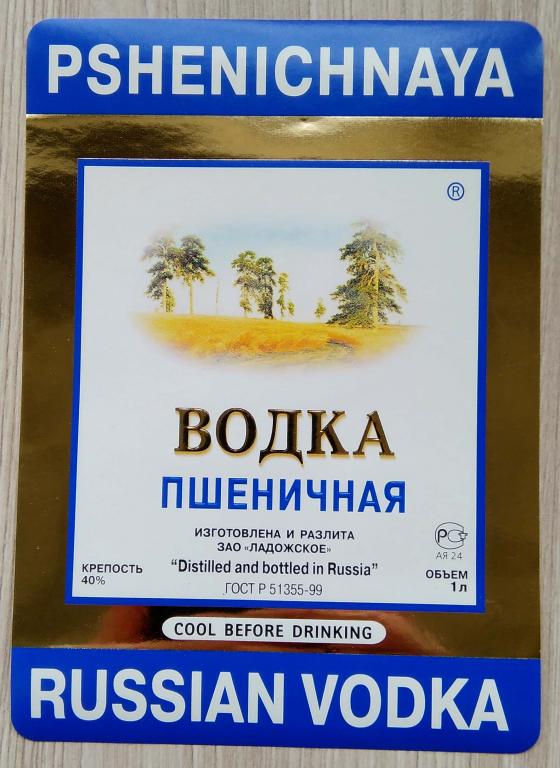 PSHENICHNAYA
®
ВОДКА
ПШЕНИЧНАЯ
ИЗГОТОВЛЕНА И РАЗЛИТА
ЗАО «ЛАДОЖСКОЕ»
"Distilled and bottled in Russia"
ГОСТ Р 51355-99
КРЕПОСТЬ
40%
РС
АЯ 24
ОБЪЕМ
1 л
COOL BEFORE DRINKING
RUSSIAN VODKA